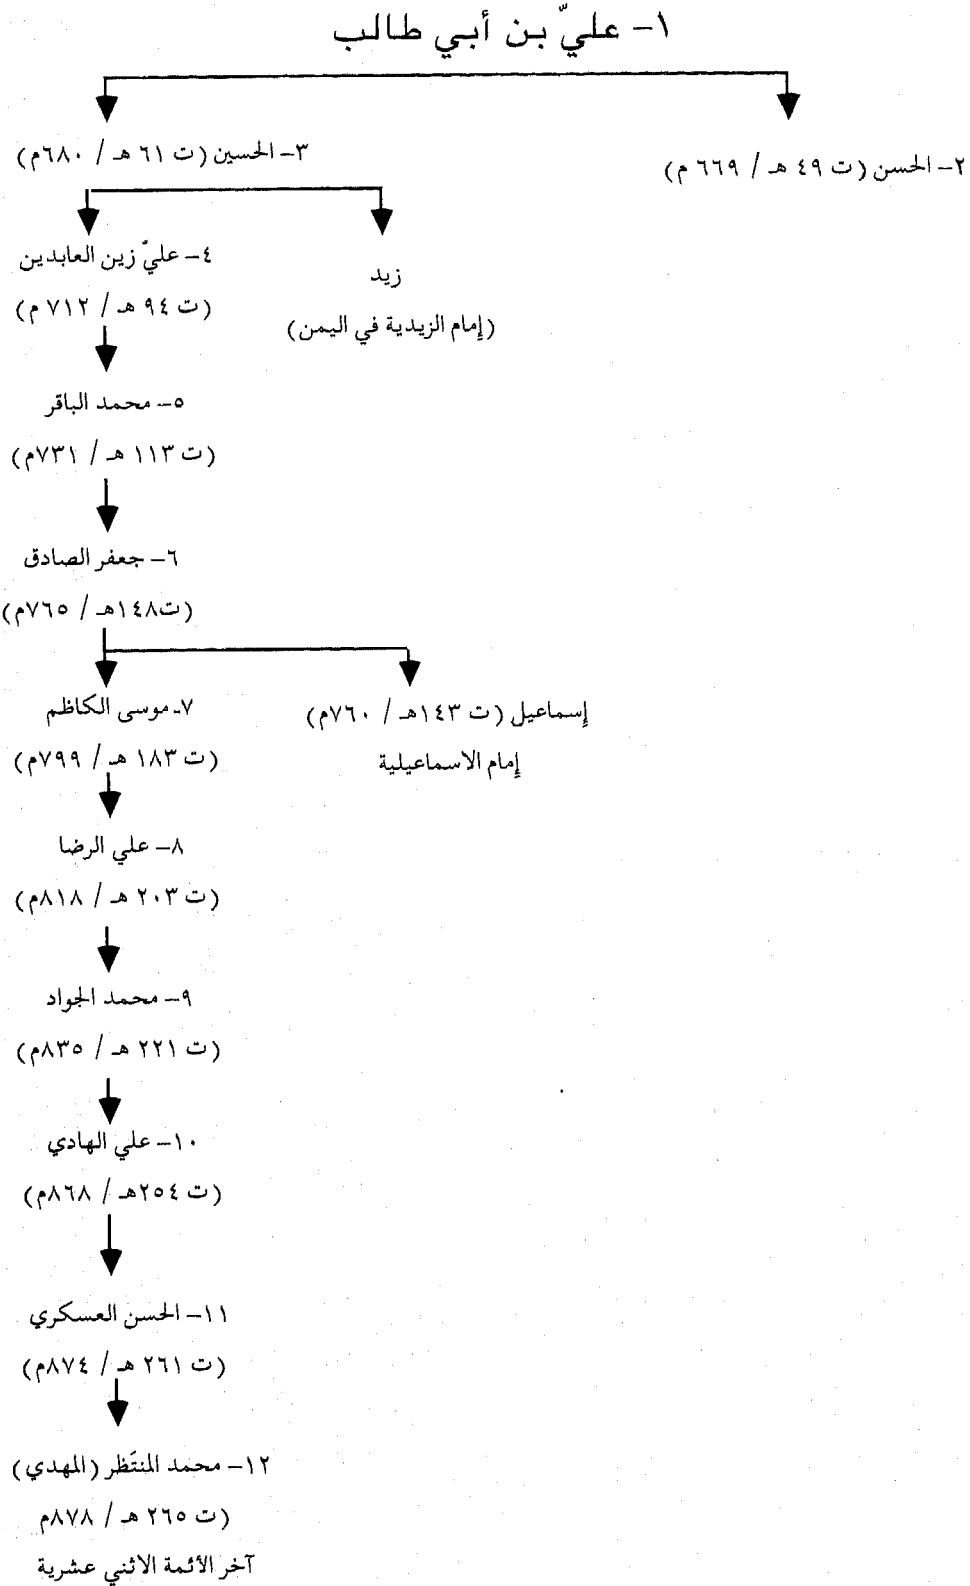 ١- عليّ بن أبي طالب
٢- الحسن (ت ٤٩ هـ / ٦٦٩ م)
٣- الحسين (ت ٦١ هـ / ٦٨٠م)
زيد
(إمام الزيدية في اليمن)
٤- عليّ زين العابدين
(ت ٩٤ هـ / ٧١٢ م)
٥- محمد الباقر
(ت ١١٣ هـ / ٧٣١م)
٦- جعفر الصادق
(ت١٤٨هـ / ٧٦٥م)
إسماعيل (ت ١٤٣هـ / ٧٦٠م)
إمام الاسماعيلية
٧- موسى الكاظم
(ت ١٨٣ هـ / ٧٩٩م)
٨- علي الرضا
(ت ٢٠٣ هـ / ٨١٨م)
٩- محمد الجواد
(ت ٢٢١ هـ / ٨٣٥م)
١٠- علي الهادي
(ت ٢٥٤هـ / ٨٦٨م)
١١- الحسن العسكري
(ت ٢٦١ هـ / ٨٧٤م)
١٢- محمد المنتَظر (المهدي)
(ت ٢٦٥ هـ / ٨٧٨م
آخر الأئمة الاثني عشرية